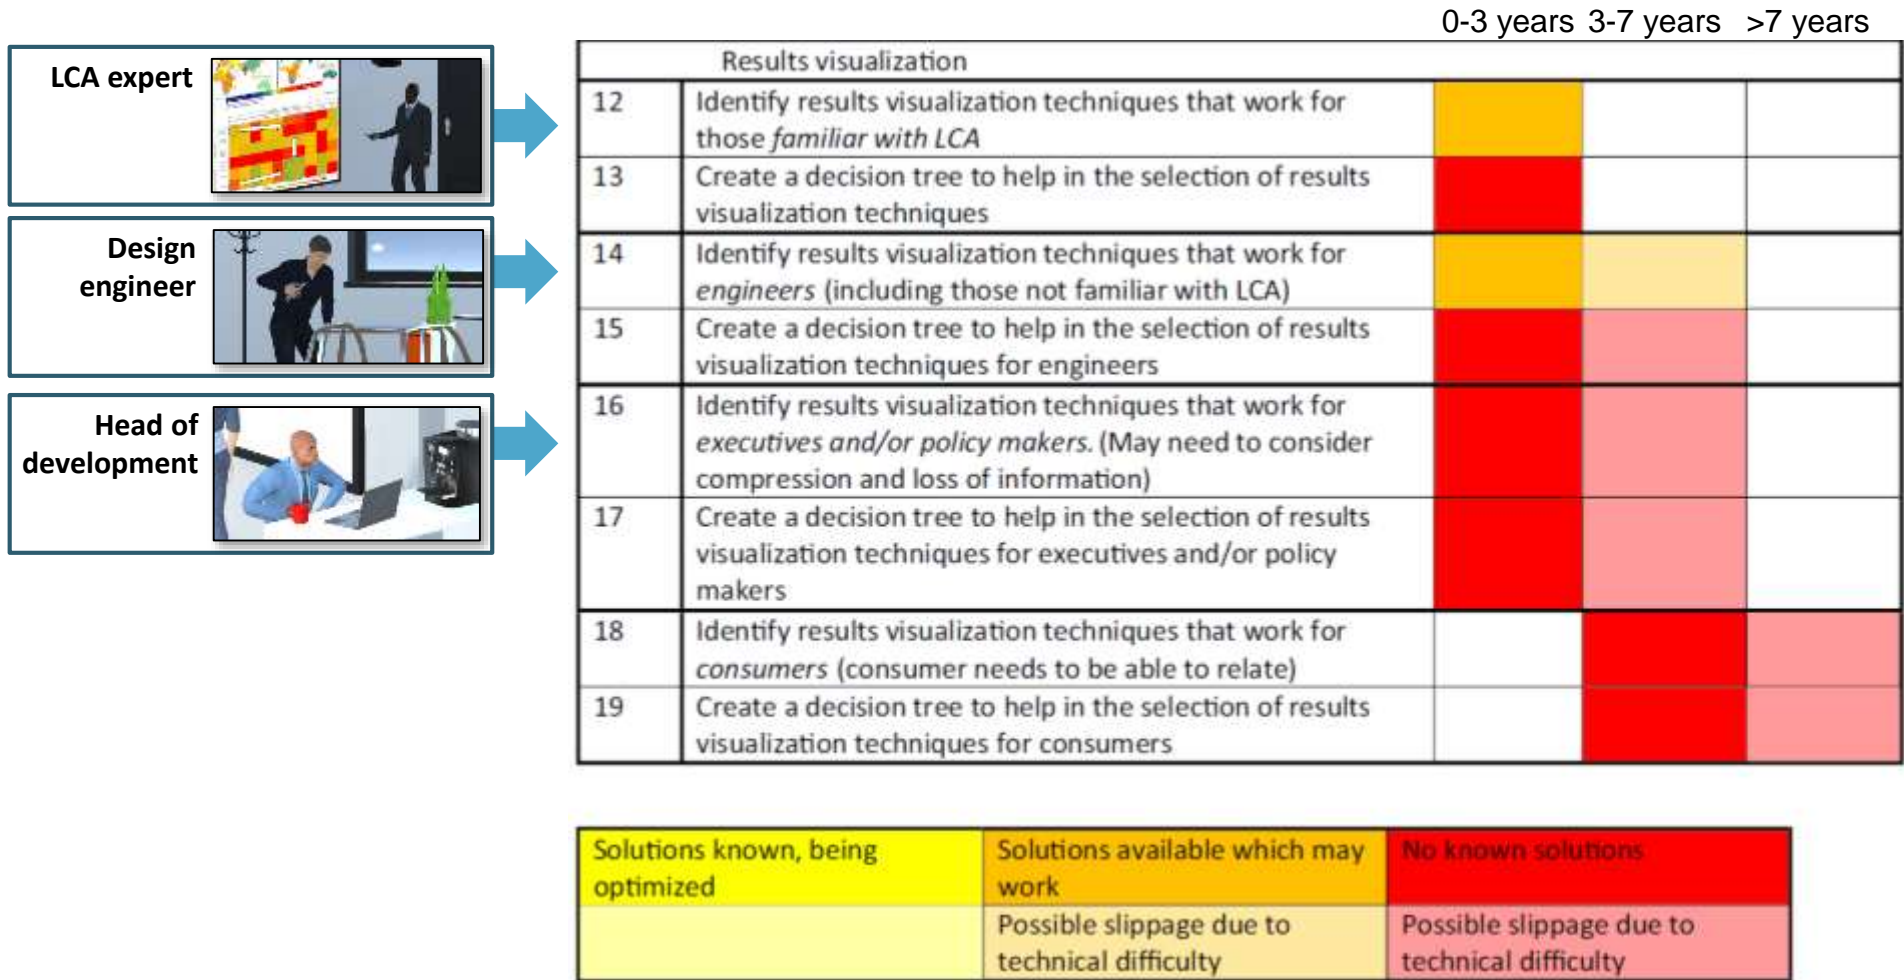 0-3 years 3-7 years >7 years
LCA expert
Design
engineer
Head of
development
Results visualization
12 Identify results visualization techniques that work for
those familiar with LCA
13 Create a decision tree to help in the selection of results
visualization techniques
14 Identify results visualization techniques that work for
engineers (including those not familiar with LCA)
15 Create a decision tree to help in the selection of results
visualization techniques for engineers
16 Identify results visualization techniques that work for
executives and/or policy makers. (May need to consider
compression and loss of information)
17 Create a decision tree to help in the selection of results
visualization techniques for executives and/or policy
makers
18 Identify results visualization techniques that work for
consumers (consumer needs to be able to relate)
19 Create a decision tree to help in the selection of results
visualization techniques for consumers
Solutions known, being
optimized
Solutions available which may
work
No known solutions
Possible slippage due to
technical difficulty
Possible slippage due to
technical difficulty